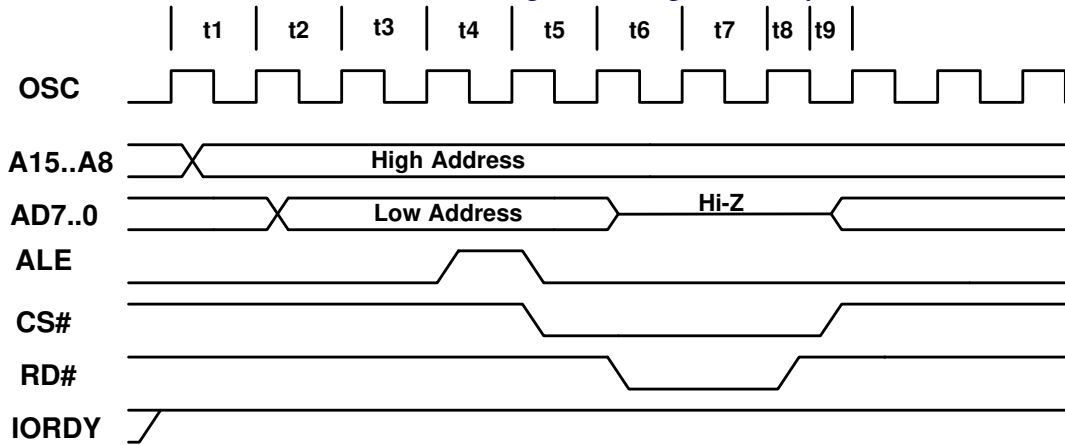 t1 t2 t3 t4 t5 t6 t7 t8 t9
OSC
A15..A8 High Address
AD7..0 Low Address Hi-Z
ALE
CS#
RD#
IORDY